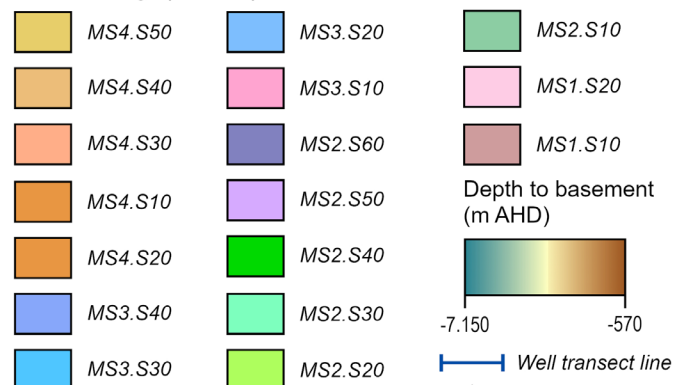 MS4.S50
MS4.S40
MS4.S30
MS4.S10
MS4.S20
MS3.S40
MS3.S30
MS3.S20
MS3.S10
MS2.S60
MS2.S50
MS2.S40
MS2.S30
MS2.S20
MS2.S10
MS1.S20
MS1.S10
Depth to basement
(m AHD)
-7.150 -570
Well transect line